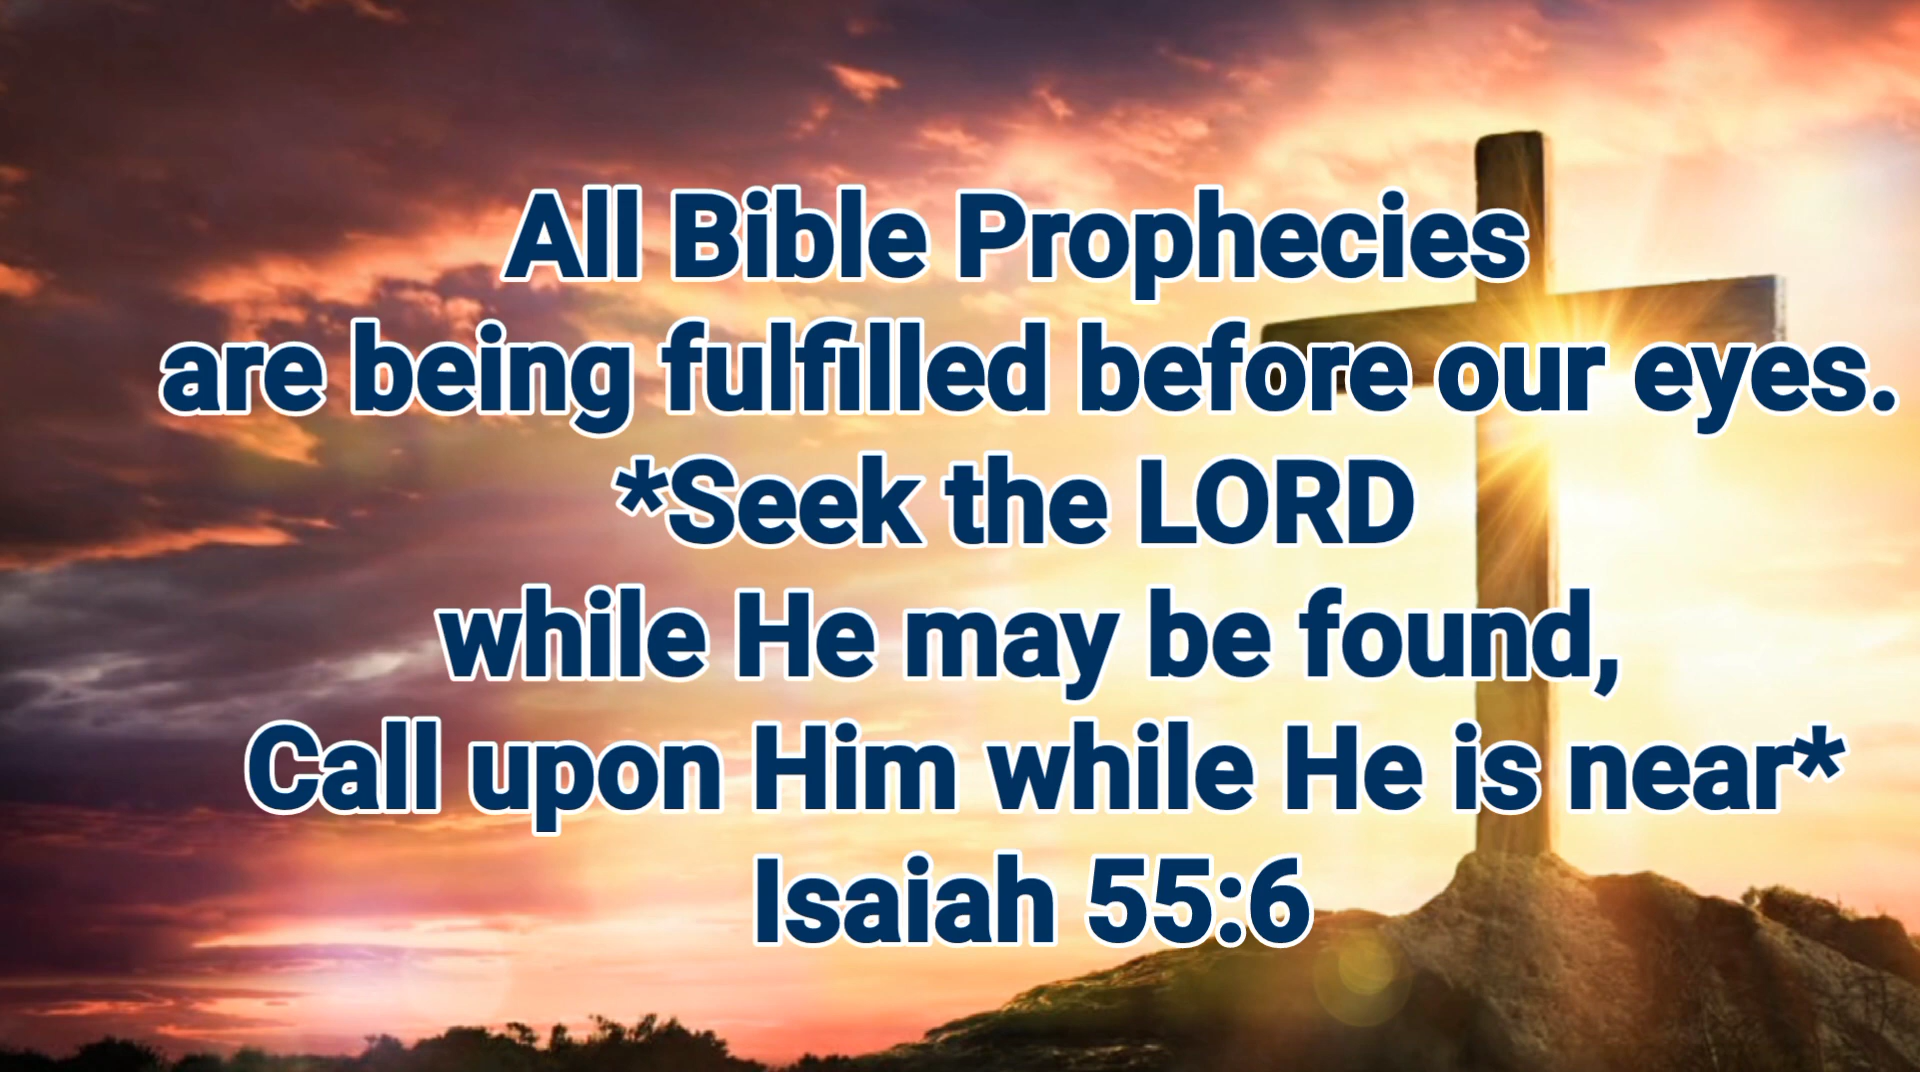 All Bible Prophecies
are being fulfilled before our eyes.
*Seek the LORD
while He may be found,
Call upon Him while He is near*
Isaiah 55:6